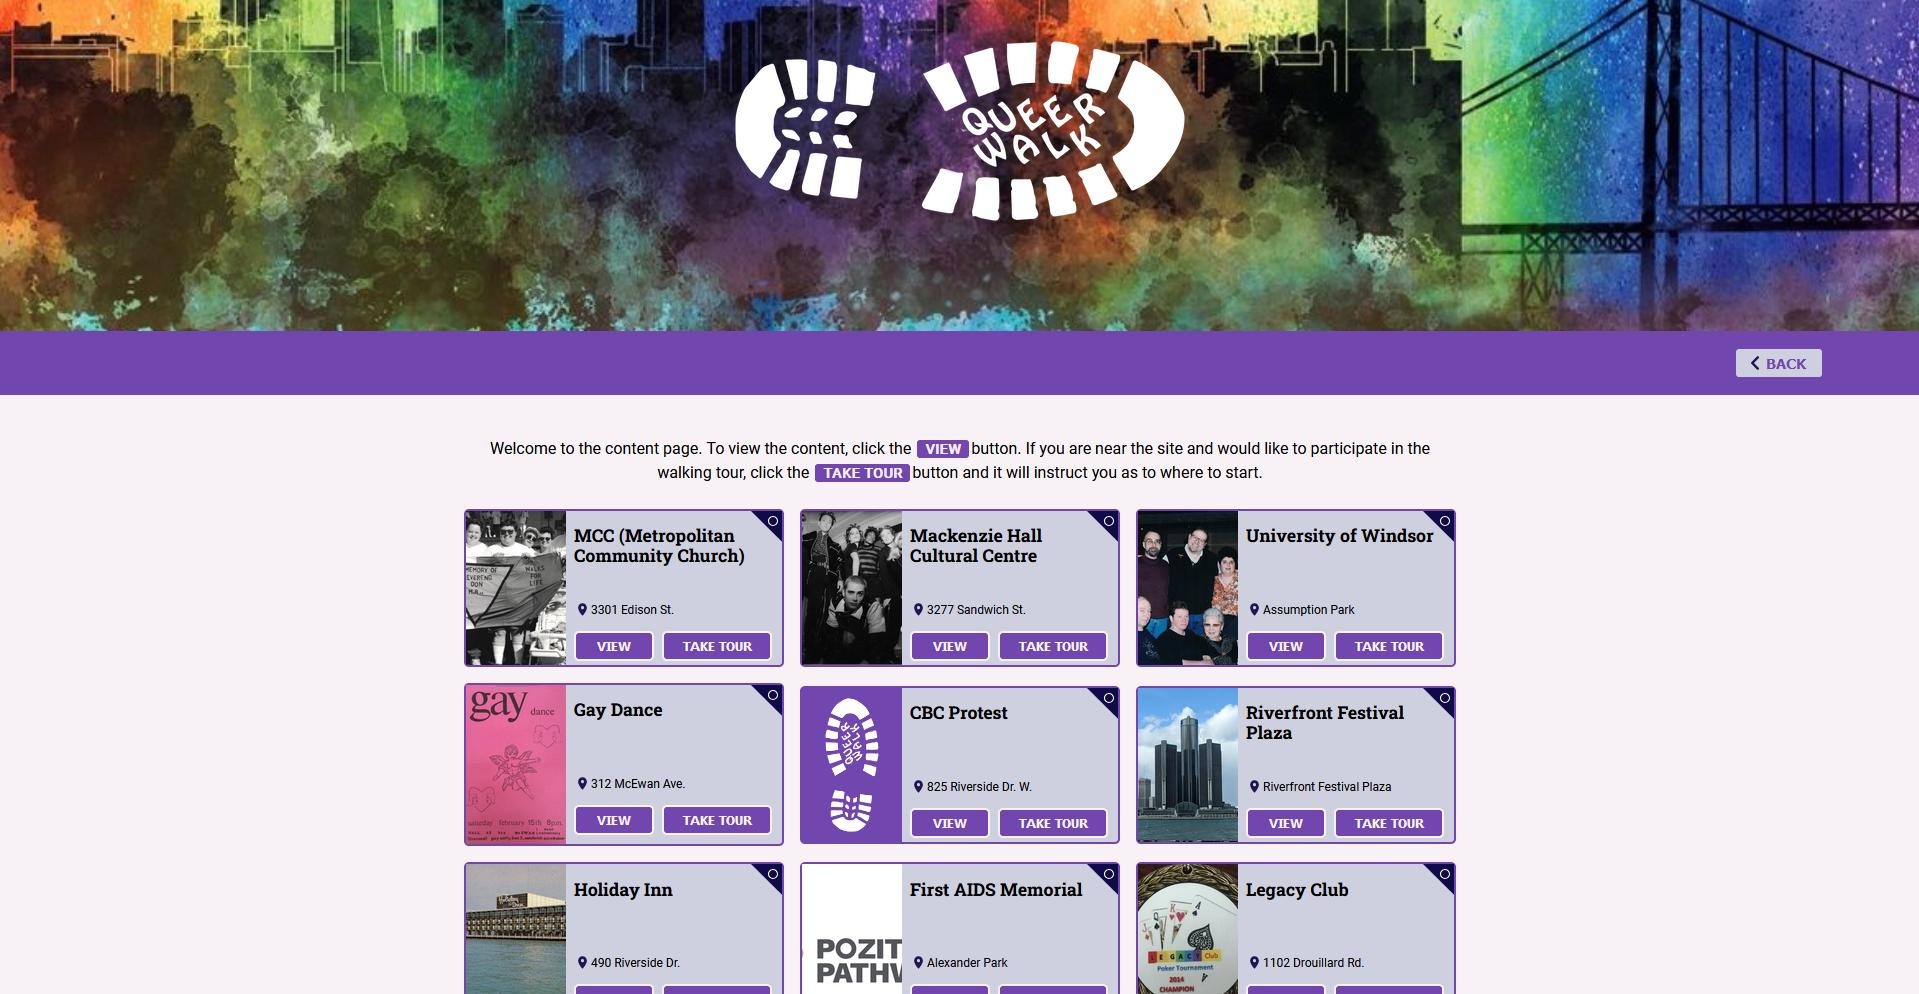 QUEER
WALK
BACK
Welcome to the content page. To view the content, click the VIEW button. If you are near the site and would like to participate in the
walking tour, click the TAKE TOUR button and it will instruct you as to where to start.
MEMORY OF
REVEREND
DON
WALKS
FOR
LIFE
MCC (Metropolitan
Community Church)
3301 Edison St.
VIEW
TAKE TOUR
Mackenzie Hall
Cultural Centre
3277 Sandwich St.
VIEW
TAKE TOUR
University of Windsor
Assumption Park
VIEW
TAKE TOUR
gay dance
saturday february 15th 8p.m.
Gay Dance
312 McEwan Ave.
VIEW
TAKE TOUR
QUEER
WALK
CBC Protest
825 Riverside Dr. W.
VIEW
TAKE TOUR
Riverfront Festival
Plaza
Riverfront Festival Plaza
VIEW
TAKE TOUR
Holiday Inn
Holiday Inn
490 Riverside Dr.
POZIT
PATHW
First AIDS Memorial
Alexander Park
Q K A
LEGACY Club
Poker Tournament
2014
CHAMPION
Legacy Club
1102 Drouillard Rd.